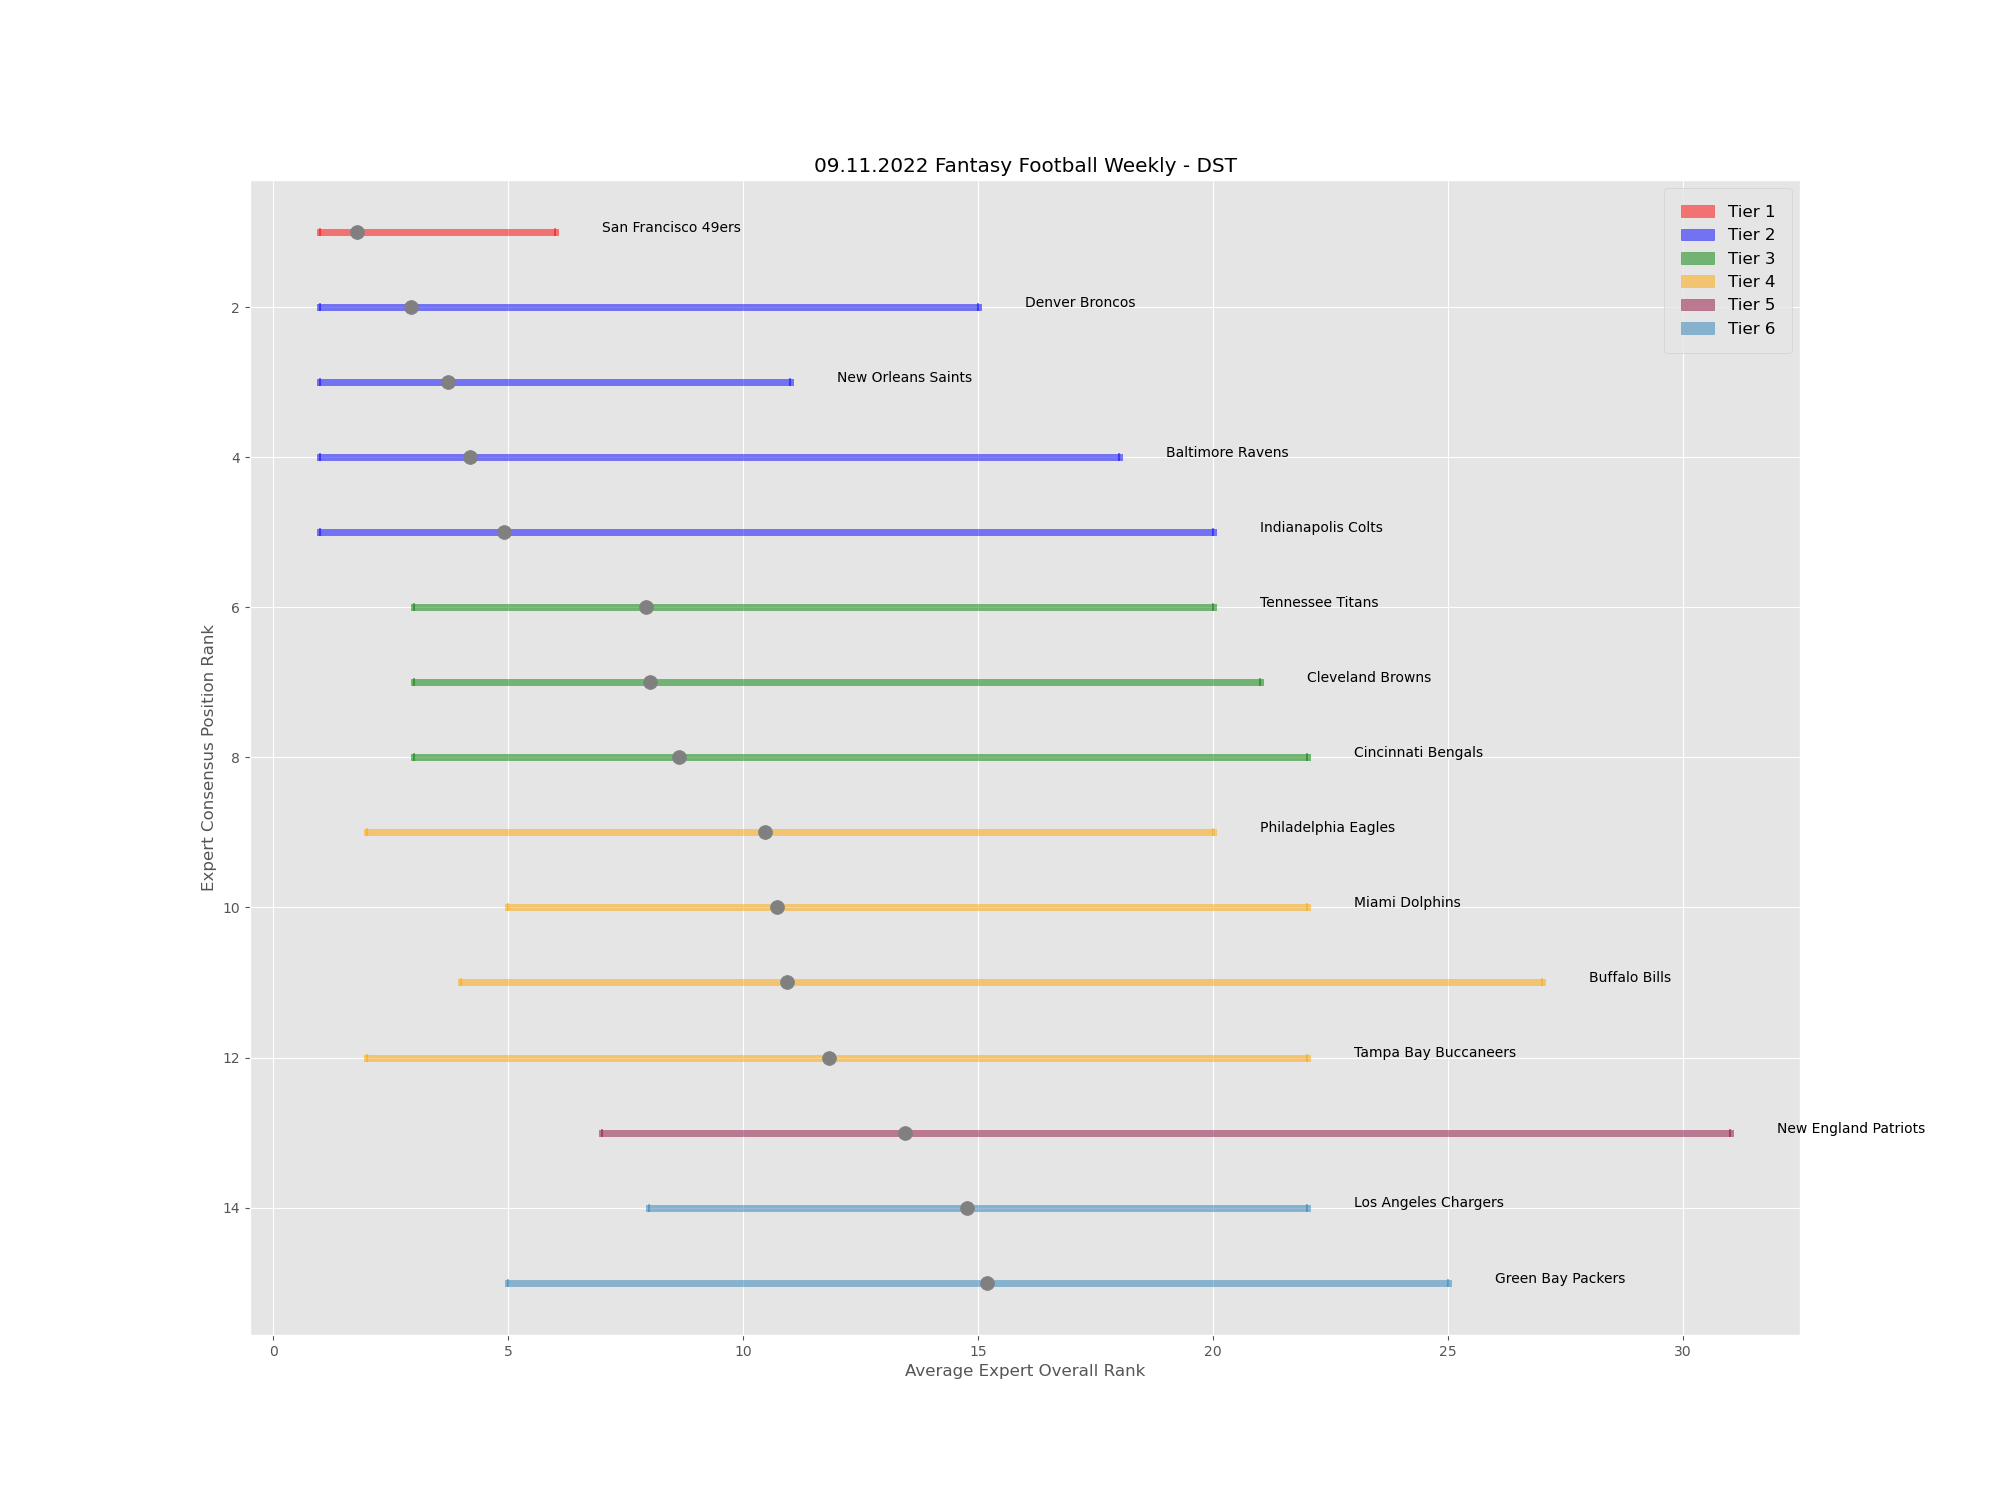 09.11.2022 Fantasy Football Weekly - DST
Tier 1
Tier 2
Tier 3
Tier 4
Tier 5
Tier 6
San Francisco 49ers
2
Denver Broncos
New Orleans Saints
4
Baltimore Ravens
Indianapolis Colts
6
Tennessee Titans
Cleveland Browns
8
Cincinnati Bengals
Philadelphia Eagles
10
Miami Dolphins
Buffalo Bills
12
Tampa Bay Buccaneers
New England Patriots
14
Los Angeles Chargers
Green Bay Packers
Expert Consensus Position Rank
0 5 10 15 20 25 30
Average Expert Overall Rank